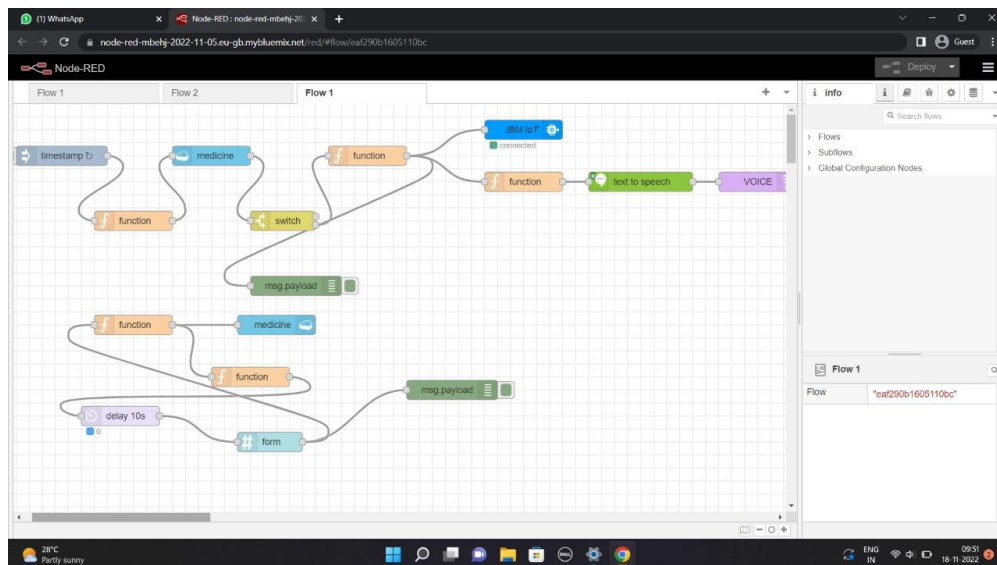 (1) WhatsApp
Node-RED : node-red-mbehj-202
node-red-mbehj-2022-11-05.eu-gb.mybluemix.net/red/#flow/eaf290b1605110bc
Guest
Node-RED
Deploy
Flow 1
Flow 2
Flow 1
info
Search flows
Flows
Subflows
Global Configuration Nodes
timestamp ↻
medicine
function
IBM IoT
connected
function
text to speech
VOICE
function
switch
msg.payload
function
medicine
function
msg.payload
delay 10s
0
form
Flow 1
Flow
"eaf290b1605110bc"
28°C
Partly sunny
ENG
IN
09:51
18-11-2022
2